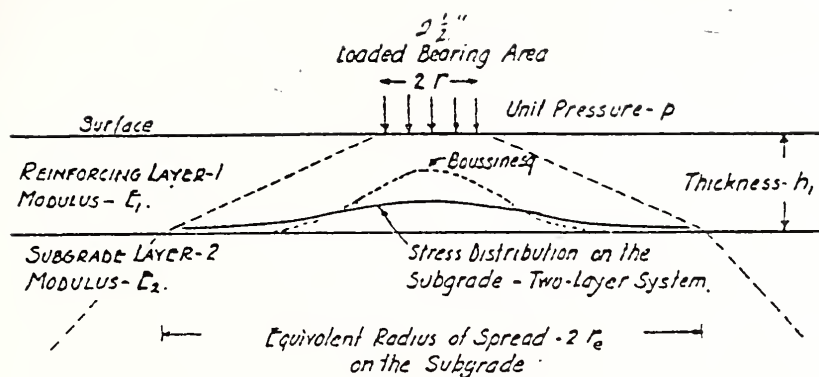 2 1/2"
Loaded Bearing Area
2 r
Unit Pressure - p
Surface
Boussinesq
REINFORCING LAYER-1
MODULUS - E1.
Thickness - h1
SUBGRADE LAYER-2
MODULUS - E2.
Stress Distribution on the
Subgrade - Two-Layer System.
Equivalent Radius of Spread - 2 re
on the Subgrade